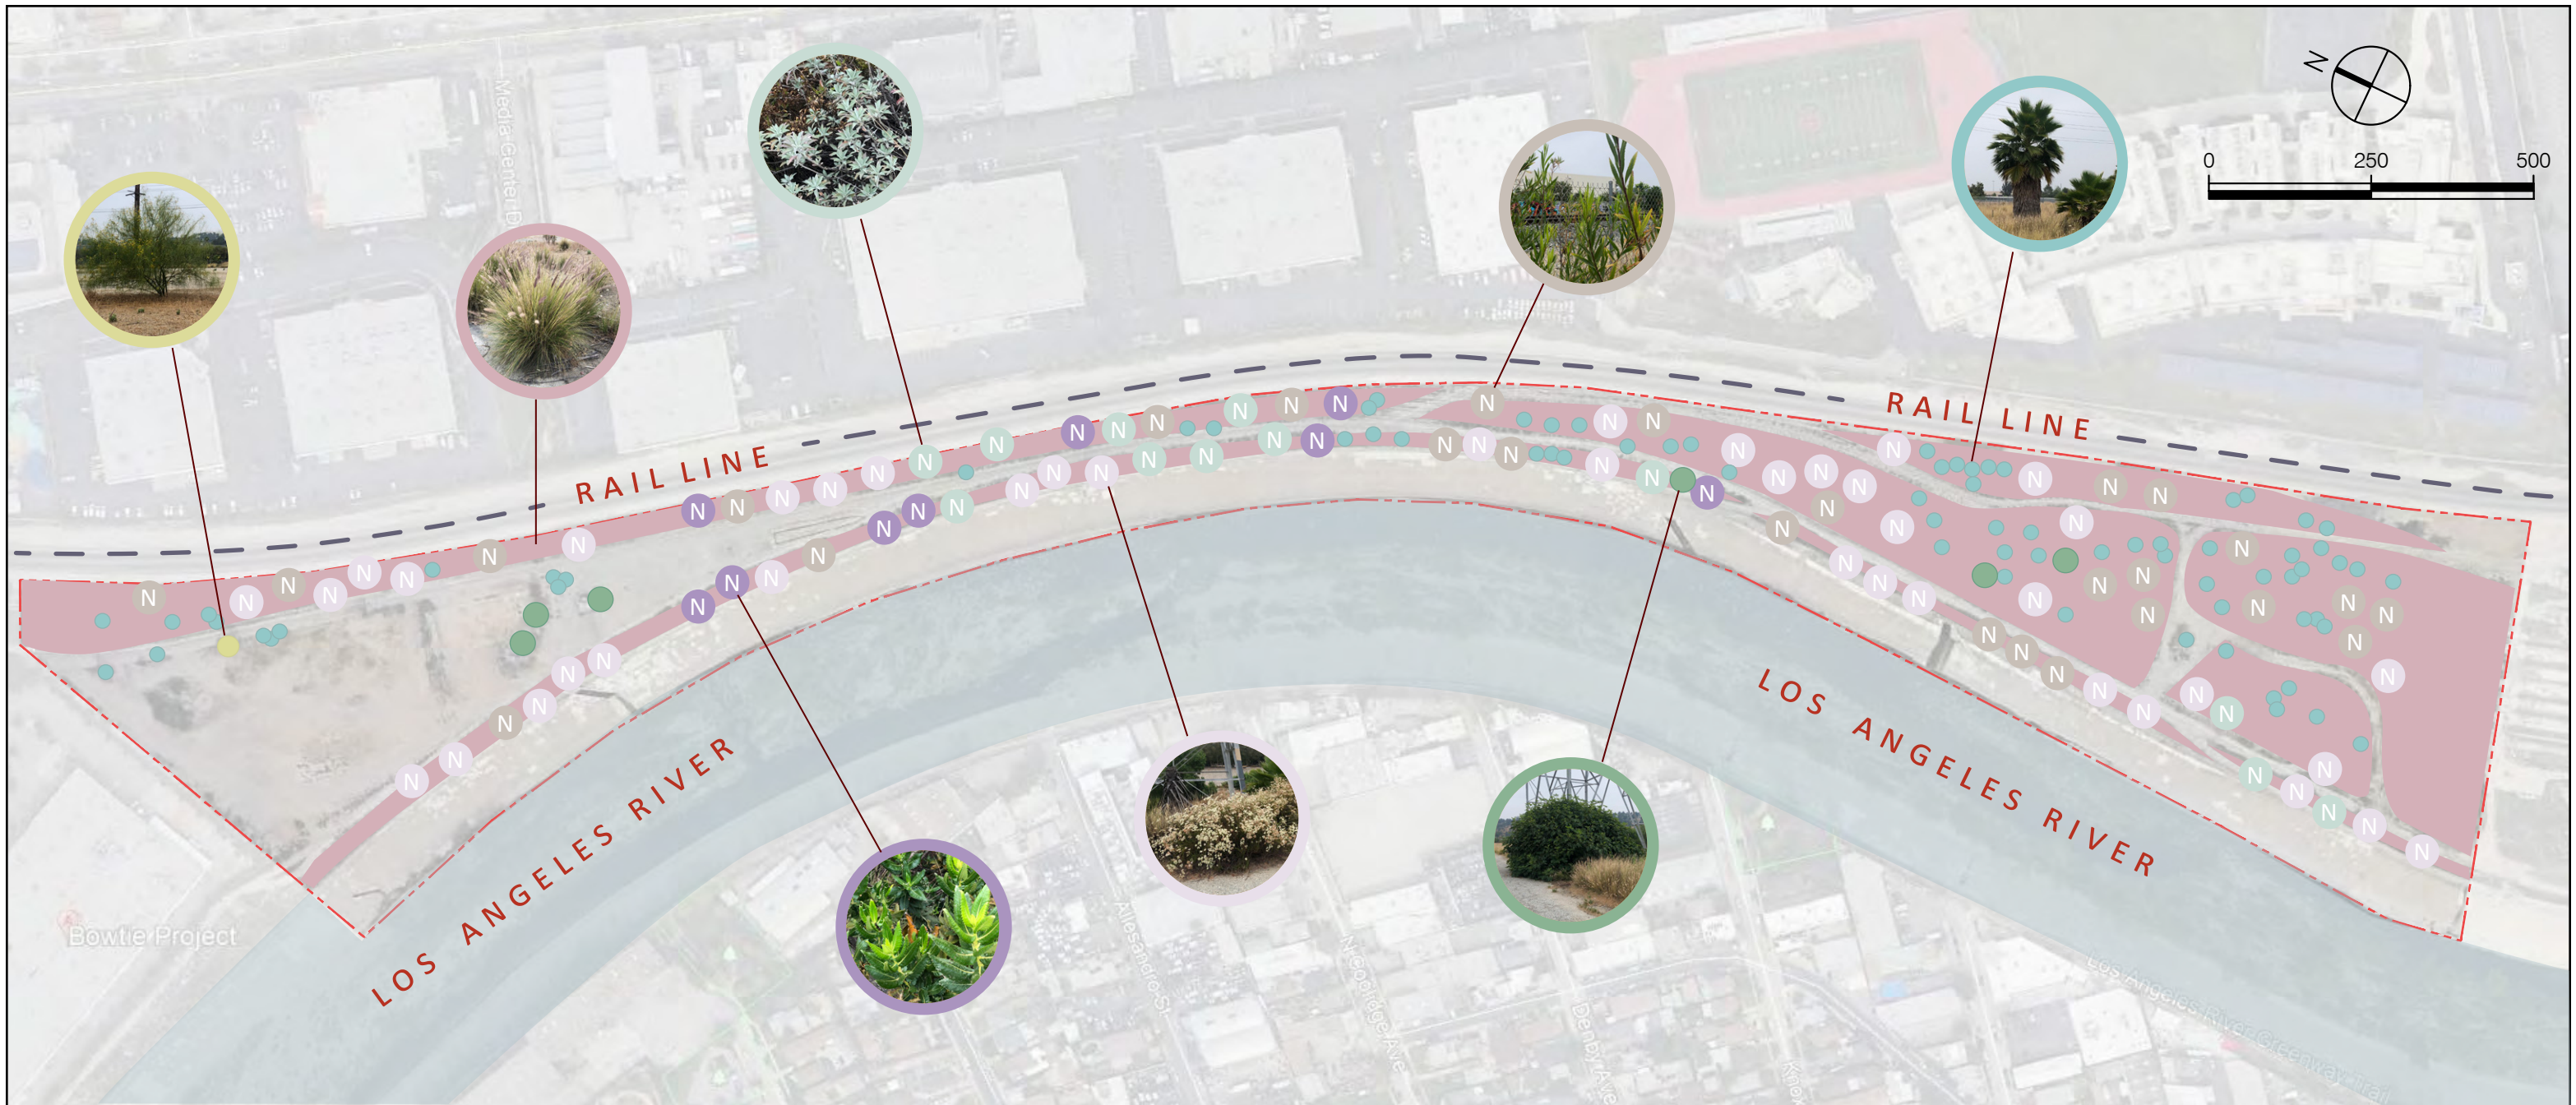 N
0 250 500
Media Center D
RAIL LINE
RAIL LINE
LOS ANGELES RIVER
LOS ANGELES RIVER
Bowtie Project
Allesandro St
N Coolidge Ave
Denby Ave
Knox
Los Angeles River Greenway Trail
N N N N N N N N N N N N N N N N N N N N N N N N N N N N N N N N N N N N N N N N N N N N N N N N N N N N N N N N N N N N N N N N N N N N N N N N N N N N N N N N N N